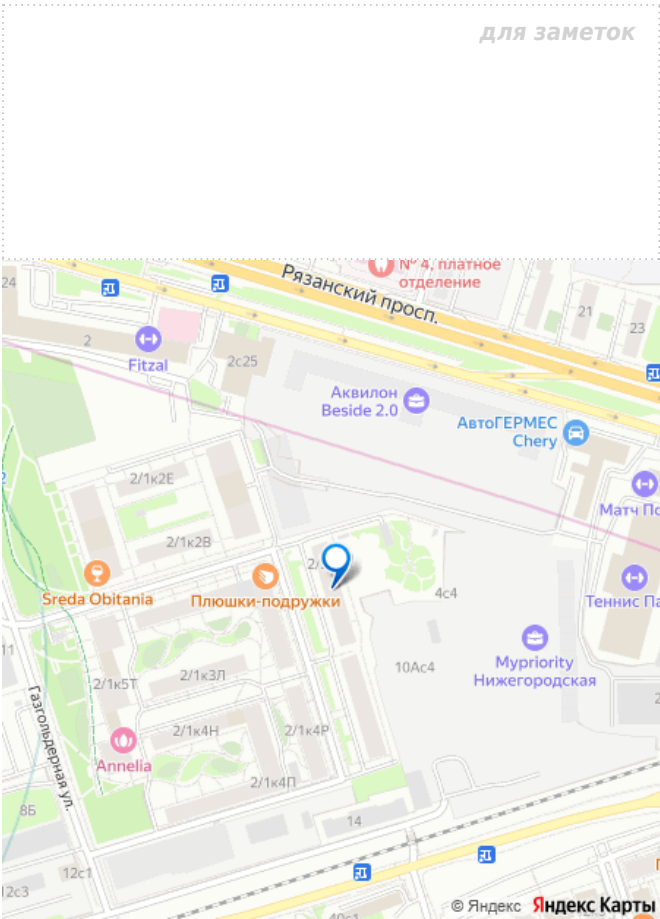 для заметок
№ 4, платное
отделение
24
Рязанский просп.
21
23
2
Fitzal
2с25
Аквилон
Beside 2.0
АвтоГЕРМЕС
Chery
2/1к2Е
Матч По
2/1к2В
Sreda Obitania
Плюшки-подружки
4с4
Теннис Па
11
2/1к3Л
10Ас4
Mypriority
Нижегородская
2/1к5Т
Газгольдерная ул.
2/1к4Н
2/1к4Р
Annelia
2/1к4П
8Б
14
12с1
12с3
40с1
© Яндекс Яндекс Карты